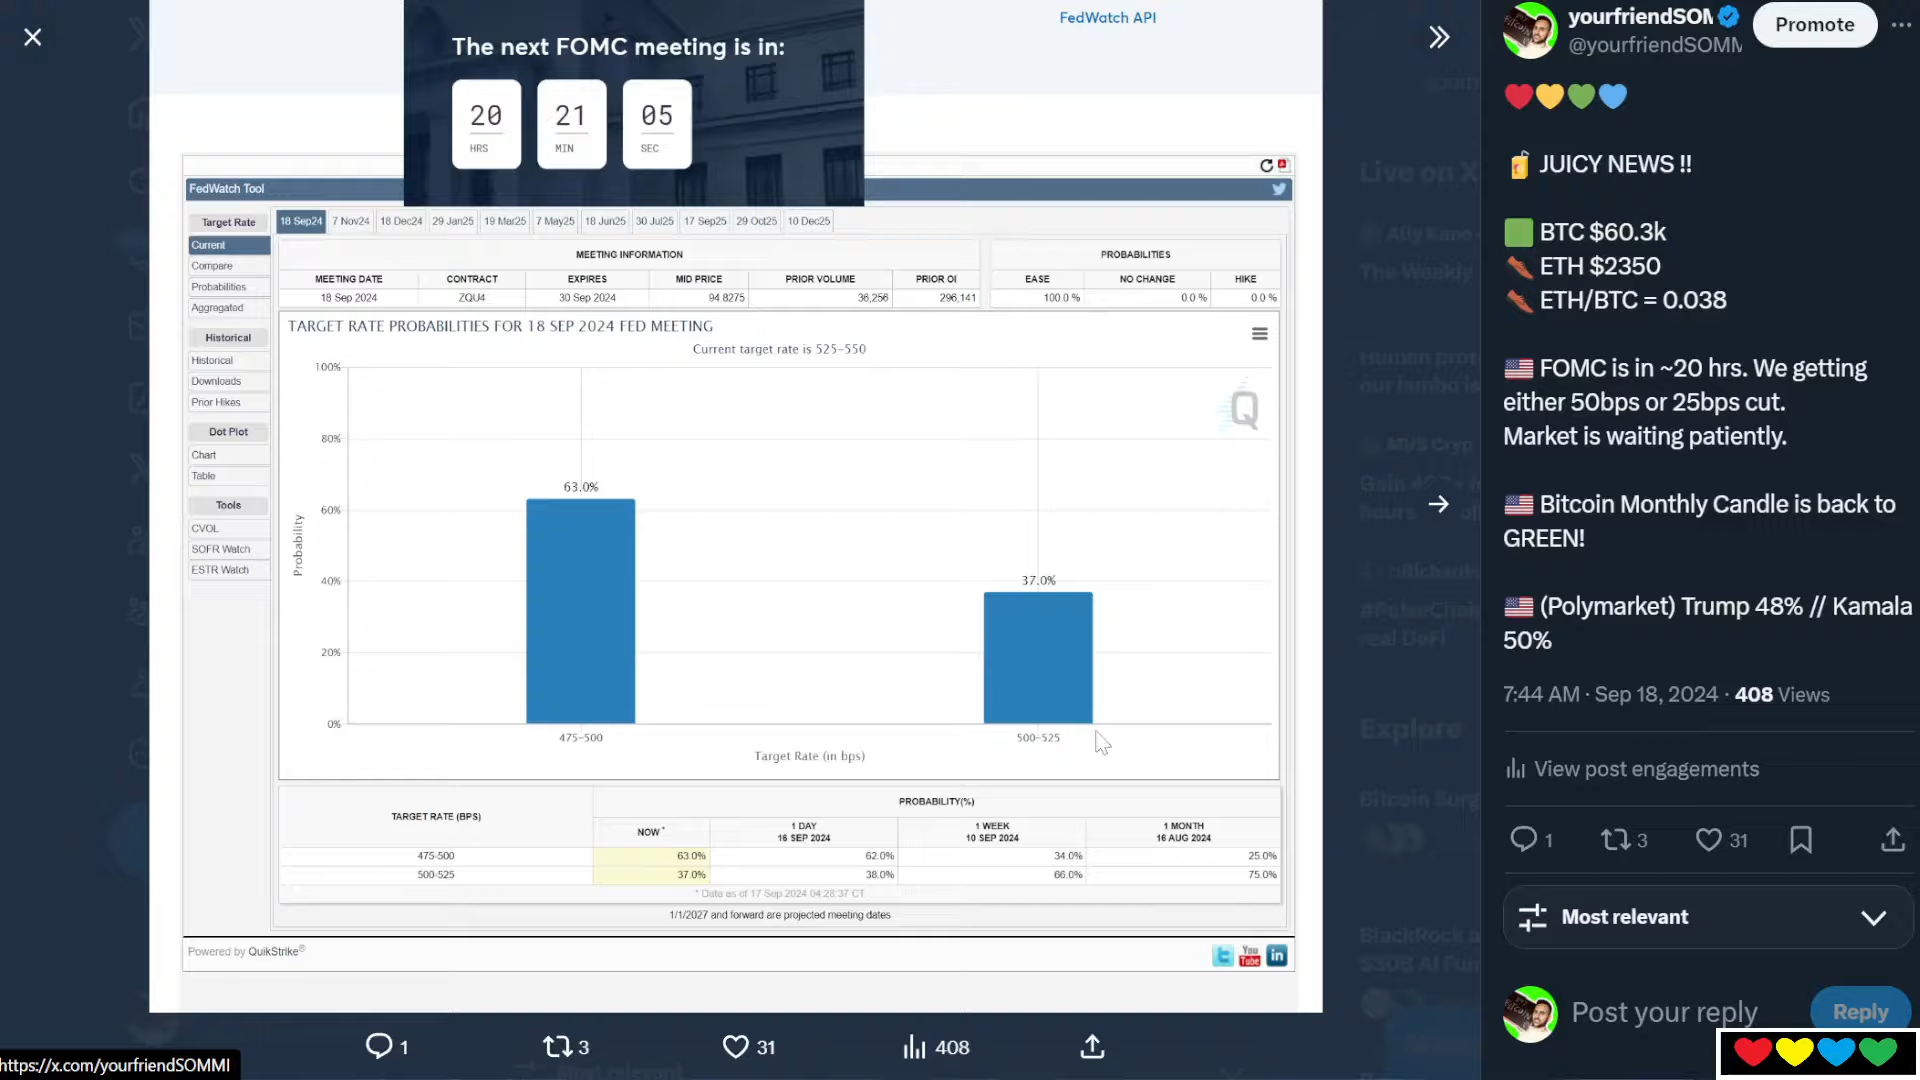 FedWatch API
The next FOMC meeting is in:
20 21 05
HRS MIN SEC
FedWatch Tool
Target Rate
Current
Compare
Probabilities
Aggregated
Historical
Historical
Downloads
Prior Hikes
Dot Plot
Chart
Table
Tools
CVOL
SOFR Watch
ESTR Watch
18 Sep24 7 Nov24 18 Dec24 29 Jan25 19 Mar25 7 May25 18 Jun25 30 Jul25 17 Sep25 29 Oct25 10 Dec25
MEETING INFORMATION PROBABILITIES
MEETING DATE CONTRACT EXPIRES MID PRICE PRIOR VOLUME PRIOR OI EASE NO CHANGE HIKE
18 Sep 2024 ZQU4 30 Sep 2024 94.8275 36,256 296,141 100.0 % 0.0 % 0.0 %
TARGET RATE PROBABILITIES FOR 18 SEP 2024 FED MEETING
Current target rate is 525-550
100%
80%
60%
40%
20%
0%
Probability
63.0%
37.0%
475-500 500-525
Target Rate (in bps)
Q
TARGET RATE (BPS) PROBABILITY(%)
NOW * 1 DAY 1 WEEK 1 MONTH
16 SEP 2024 10 SEP 2024 16 AUG 2024
475-500 63.0% 62.0% 34.0% 25.0%
500-525 37.0% 38.0% 66.0% 75.0%
* Data as of 17 Sep 2024 04:28:37 CT
1/1/2027 and forward are projected meeting dates
Powered by QuikStrike®
You
Tube
in
1 3 31 408
https://x.com/yourfriendSOMMI
yourfriendSOM
@yourfriendSOMM
Promote
JUICY NEWS !!
BTC $60.3k
ETH $2350
ETH/BTC = 0.038
FOMC is in ~20 hrs. We getting
either 50bps or 25bps cut.
Market is waiting patiently.
Bitcoin Monthly Candle is back to
GREEN!
(Polymarket) Trump 48% // Kamala
50%
7:44 AM · Sep 18, 2024 · 408 Views
View post engagements
1 3 31
Most relevant
Post your reply
Reply
Live on X
Explore